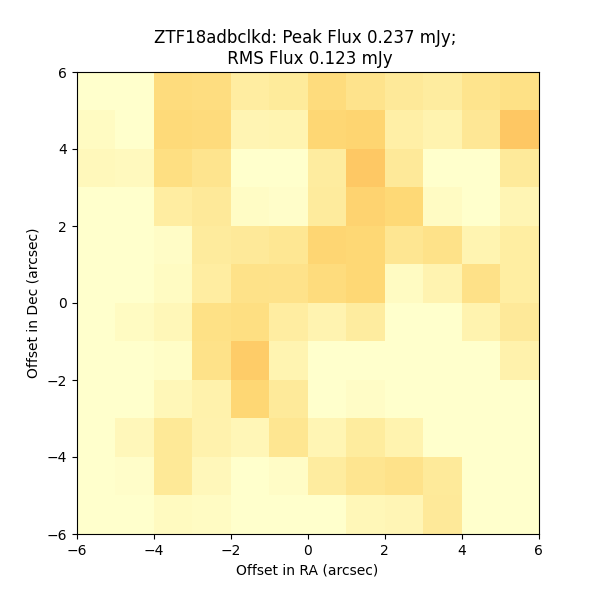 ZTF18adbclkd: Peak Flux 0.237 mJy;
RMS Flux 0.123 mJy
6
4
2
0
−2
−4
−6
Offset in Dec (arcsec)
−6 −4 −2 0 2 4 6
Offset in RA (arcsec)